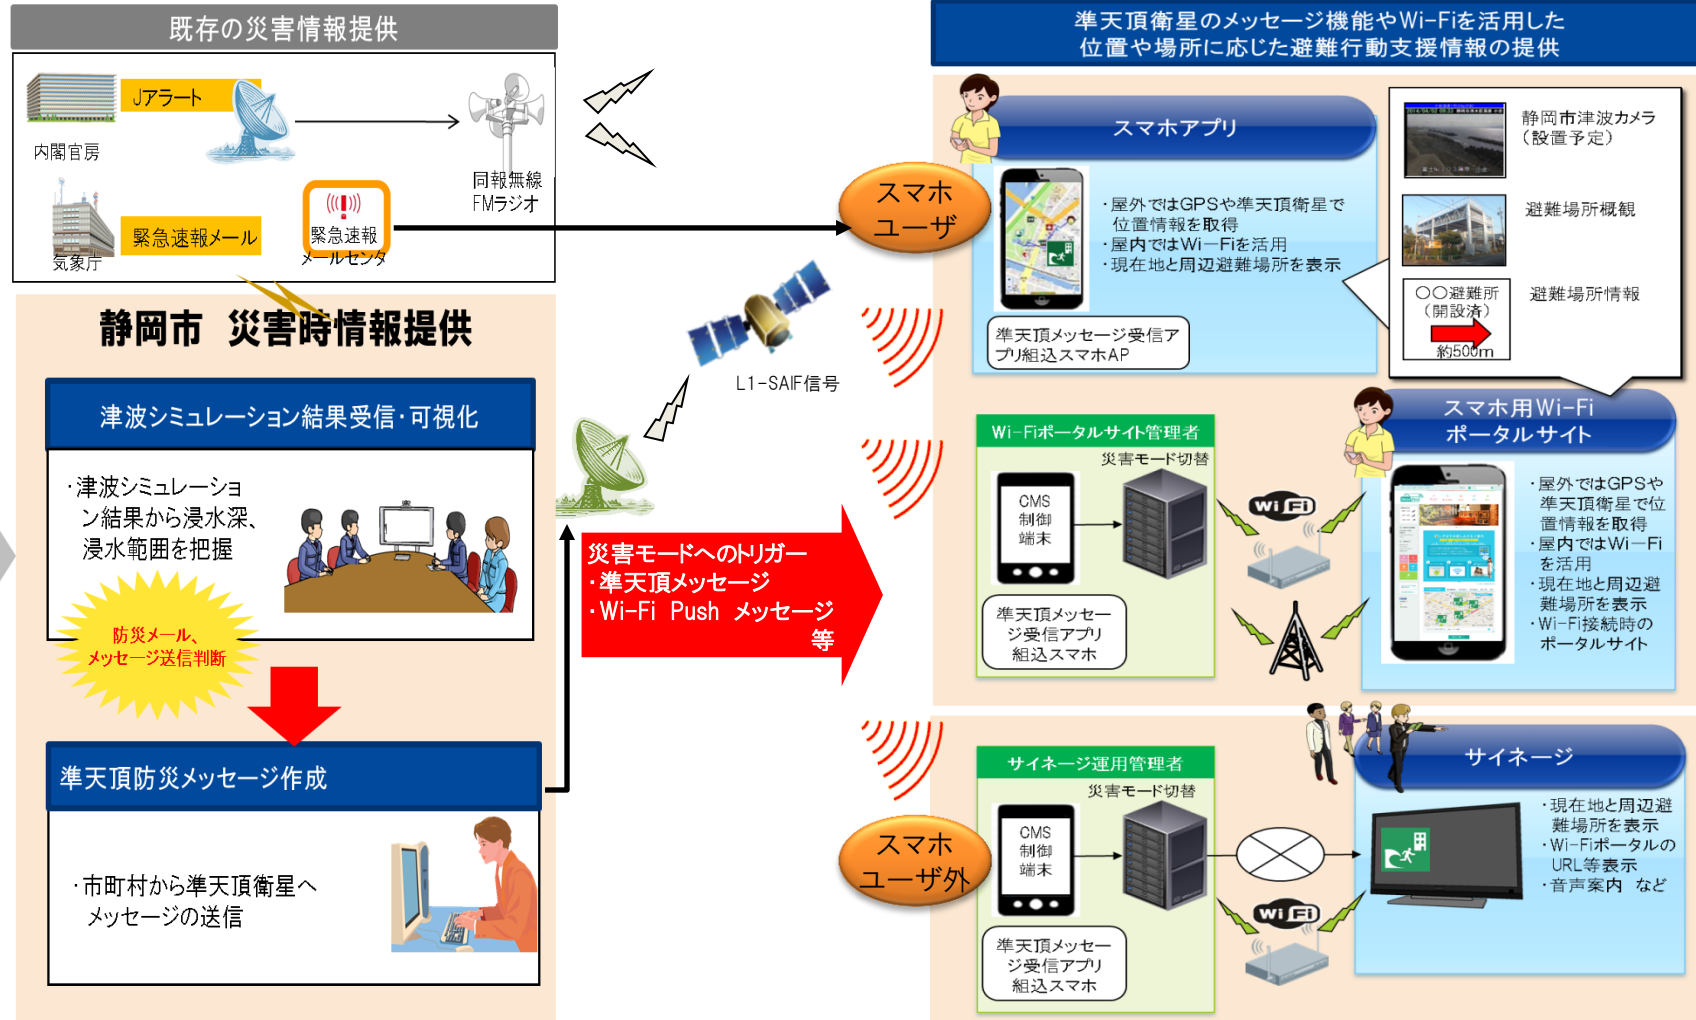 既存の災害情報提供
Jアラート
内閣官房
同報無線
FMラジオ
緊急速報メール
気象庁
緊急速報
メールセンタ
静岡市 災害時情報提供
津波シミュレーション結果受信・可視化
・津波シミュレーショ
ン結果から浸水深、
浸水範囲を把握
防災メール、
メッセージ送信判断
準天頂防災メッセージ作成
・市町村から準天頂衛星へ
メッセージの送信
L1-SAIF信号
災害モードへのトリガー
・準天頂メッセージ
・Wi-Fi Push メッセージ
等
準天頂衛星のメッセージ機能やWi-Fiを活用した
位置や場所に応じた避難行動支援情報の提供
スマホ
ユーザ
スマホアプリ
・屋外ではGPSや準天頂衛星で
位置情報を取得
・屋内ではWi-Fiを活用
・現在地と周辺避難場所を表示
準天頂メッセージ受信ア
プリ組込スマホAP
静岡市津波カメラ
(設置予定)
避難場所概観
〇〇避難所
(開設済)
約500m
避難場所情報
Wi-Fiポータルサイト管理者
災害モード切替
CMS
制御
端末
準天頂メッセー
ジ受信アプリ
組込スマホ
Wi Fi
スマホ用Wi-Fi
ポータルサイト
・屋外ではGPSや
準天頂衛星で位
置情報を取得
・屋内ではWi-Fi
を活用
・現在地と周辺避
難場所を表示
・Wi-Fi接続時の
ポータルサイト
スマホ
ユーザ外
サイネージ運用管理者
災害モード切替
CMS
制御
端末
準天頂メッセー
ジ受信アプリ
組込スマホ
Wi Fi
サイネージ
・現在地と周辺避
難場所を表示
・Wi-Fiポータルの
URL等表示
・音声案内 など